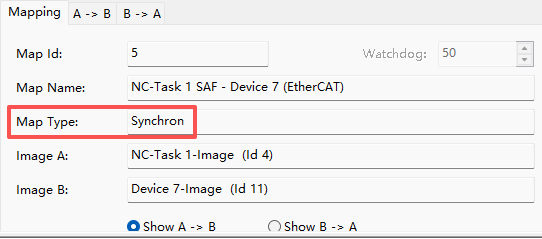 Mapping A -> B B -> A
Map Id: 5 Watchdog: 50
Map Name: NC-Task 1 SAF - Device 7 (EtherCAT)
Map Type: Synchron
Image A: NC-Task 1-Image (Id 4)
Image B: Device 7-Image (Id 11)
Show A -> B Show B -> A